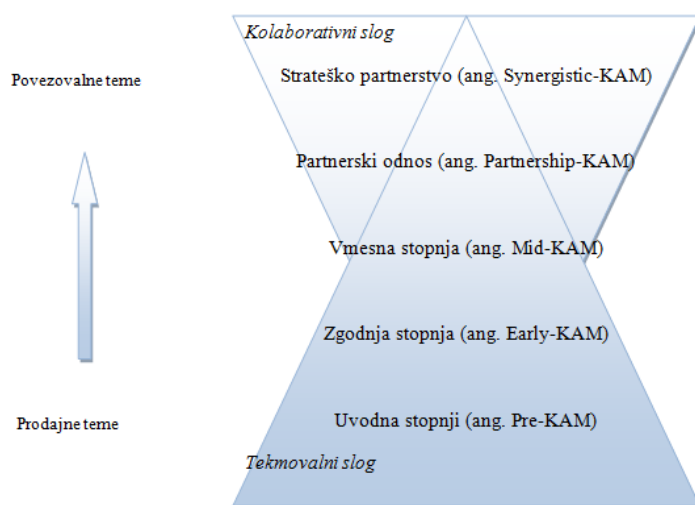 Kolaborativni slog
Povezovalne teme
Strateško partnerstvo (ang. Synergistic-KAM)
Partnerski odnos (ang. Partnership-KAM)
Vmesna stopnja (ang. Mid-KAM)
Zgodnja stopnja (ang. Early-KAM)
Prodajne teme
Uvodna stopnji (ang. Pre-KAM)
Tekmovalni slog